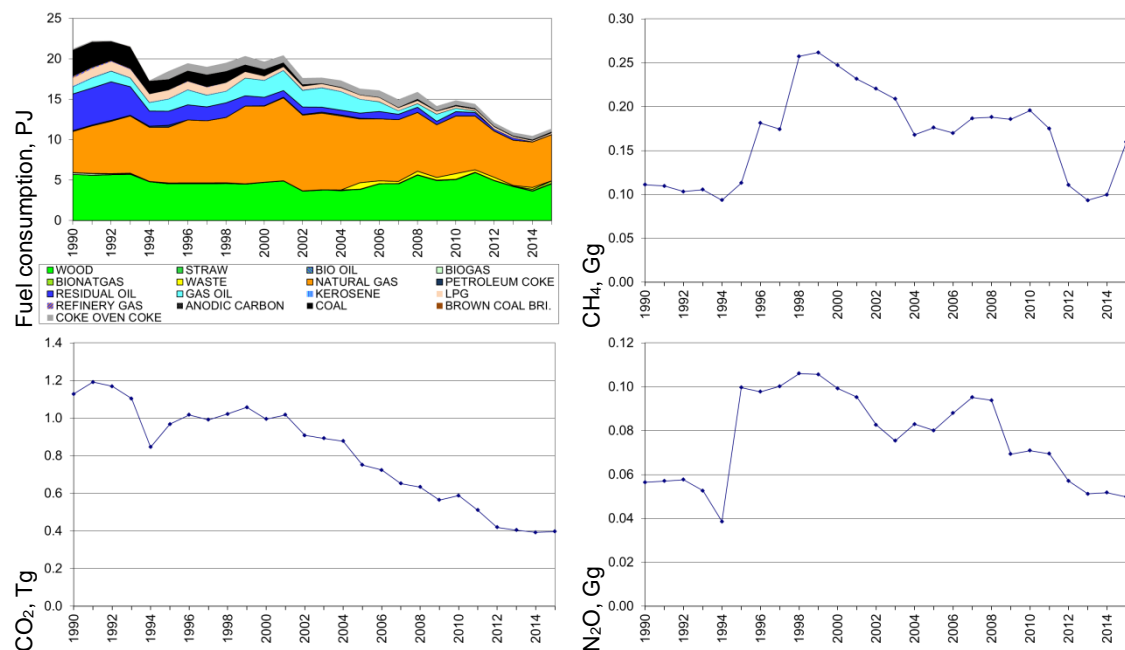 Fuel consumption, PJ
25
20
15
10
5
0
1990 1992 1994 1996 1998 2000 2002 2004 2006 2008 2010 2012 2014
WOOD STRAW BIO OIL BIOGAS
BIONATGAS WASTE NATURAL GAS PETROLEUM COKE
RESIDUAL OIL GAS OIL KEROSENE LPG
REFINERY GAS ANODIC CARBON COAL BROWN COAL BRI.
COKE OVEN COKE
CH₄, Gg
0.30
0.25
0.20
0.15
0.10
0.05
0.00
1990 1992 1994 1996 1998 2000 2002 2004 2006 2008 2010 2012 2014
CO₂, Tg
1.4
1.2
1.0
0.8
0.6
0.4
0.2
0.0
1990 1992 1994 1996 1998 2000 2002 2004 2006 2008 2010 2012 2014
N₂O, Gg
0.12
0.10
0.08
0.06
0.04
0.02
0.00
1990 1992 1994 1996 1998 2000 2002 2004 2006 2008 2010 2012 2014